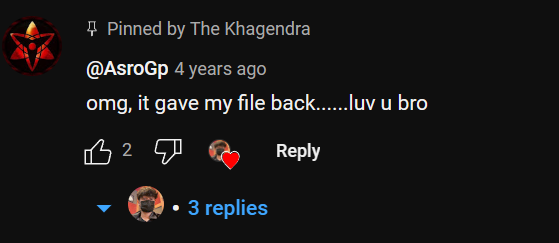 Pinned by The Khagendra
@AsroGp 4 years ago
omg, it gave my file back......luv u bro
2 Reply
• 3 replies